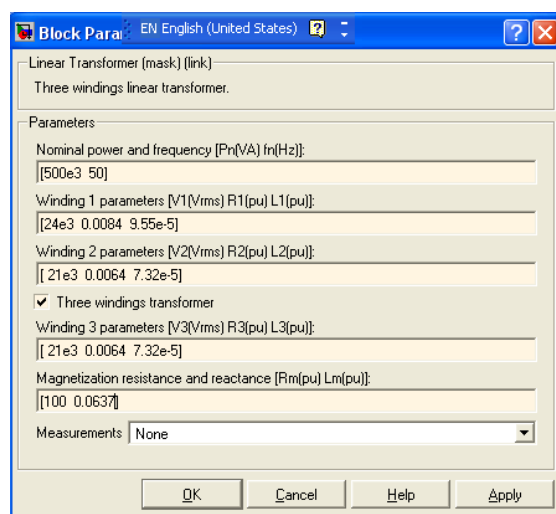 Block Para
EN English (United States)
Linear Transformer (mask) (link)
Three windings linear transformer.
Parameters
Nominal power and frequency [Pn(VA) fn(Hz)]:
[500e3 50]
Winding 1 parameters [V1(Vrms) R1(pu) L1(pu)]:
[24e3 0.0084 9.55e-5]
Winding 2 parameters [V2(Vrms) R2(pu) L2(pu)]:
[ 21e3 0.0064 7.32e-5]
Three windings transformer
Winding 3 parameters [V3(Vrms) R3(pu) L3(pu)]:
[ 21e3 0.0064 7.32e-5]
Magnetization resistance and reactance [Rm(pu) Lm(pu)]:
[100 0.0637]
Measurements None
OK Cancel Help Apply